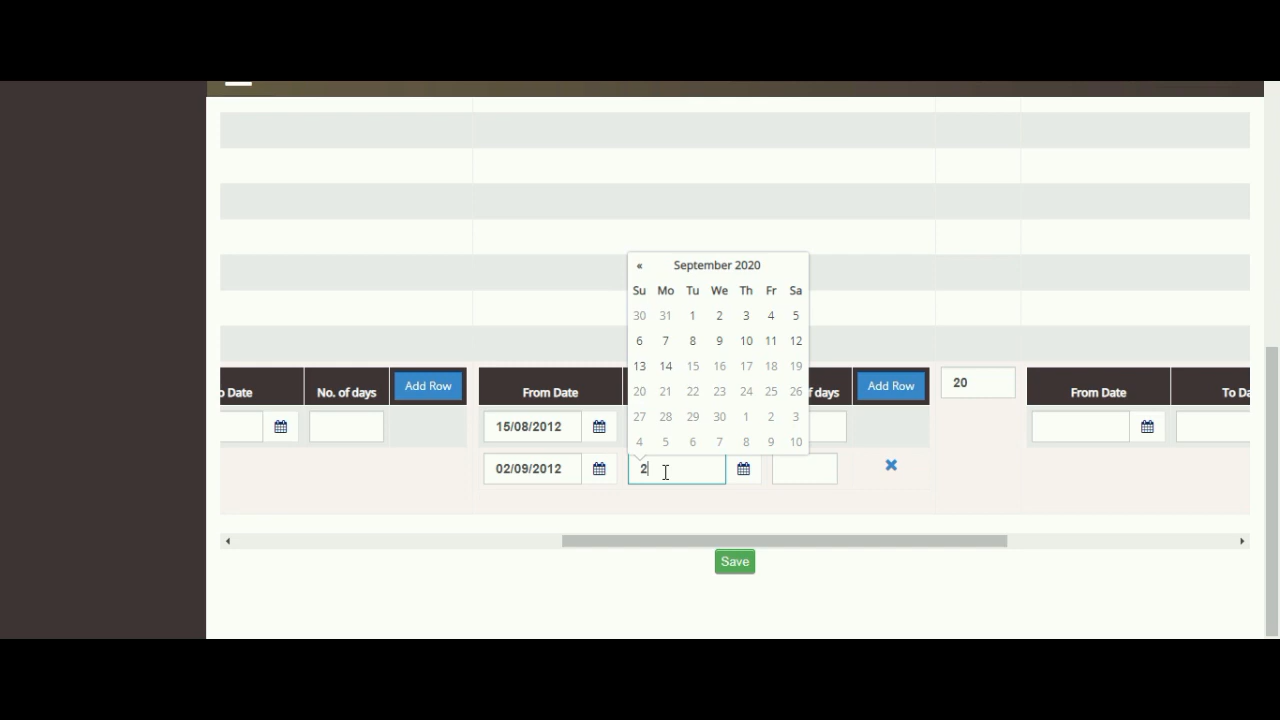 « September 2020
Su Mo Tu We Th Fr Sa
30 31 1 2 3 4 5
6 7 8 9 10 11 12
13 14 15 16 17 18 19
20 21 22 23 24 25 26
27 28 29 30 1 2 3
4 5 6 7 8 9 10
Date No. of days Add Row From Date days Add Row 20 From Date To Da
15/08/2012
02/09/2012 2
Save